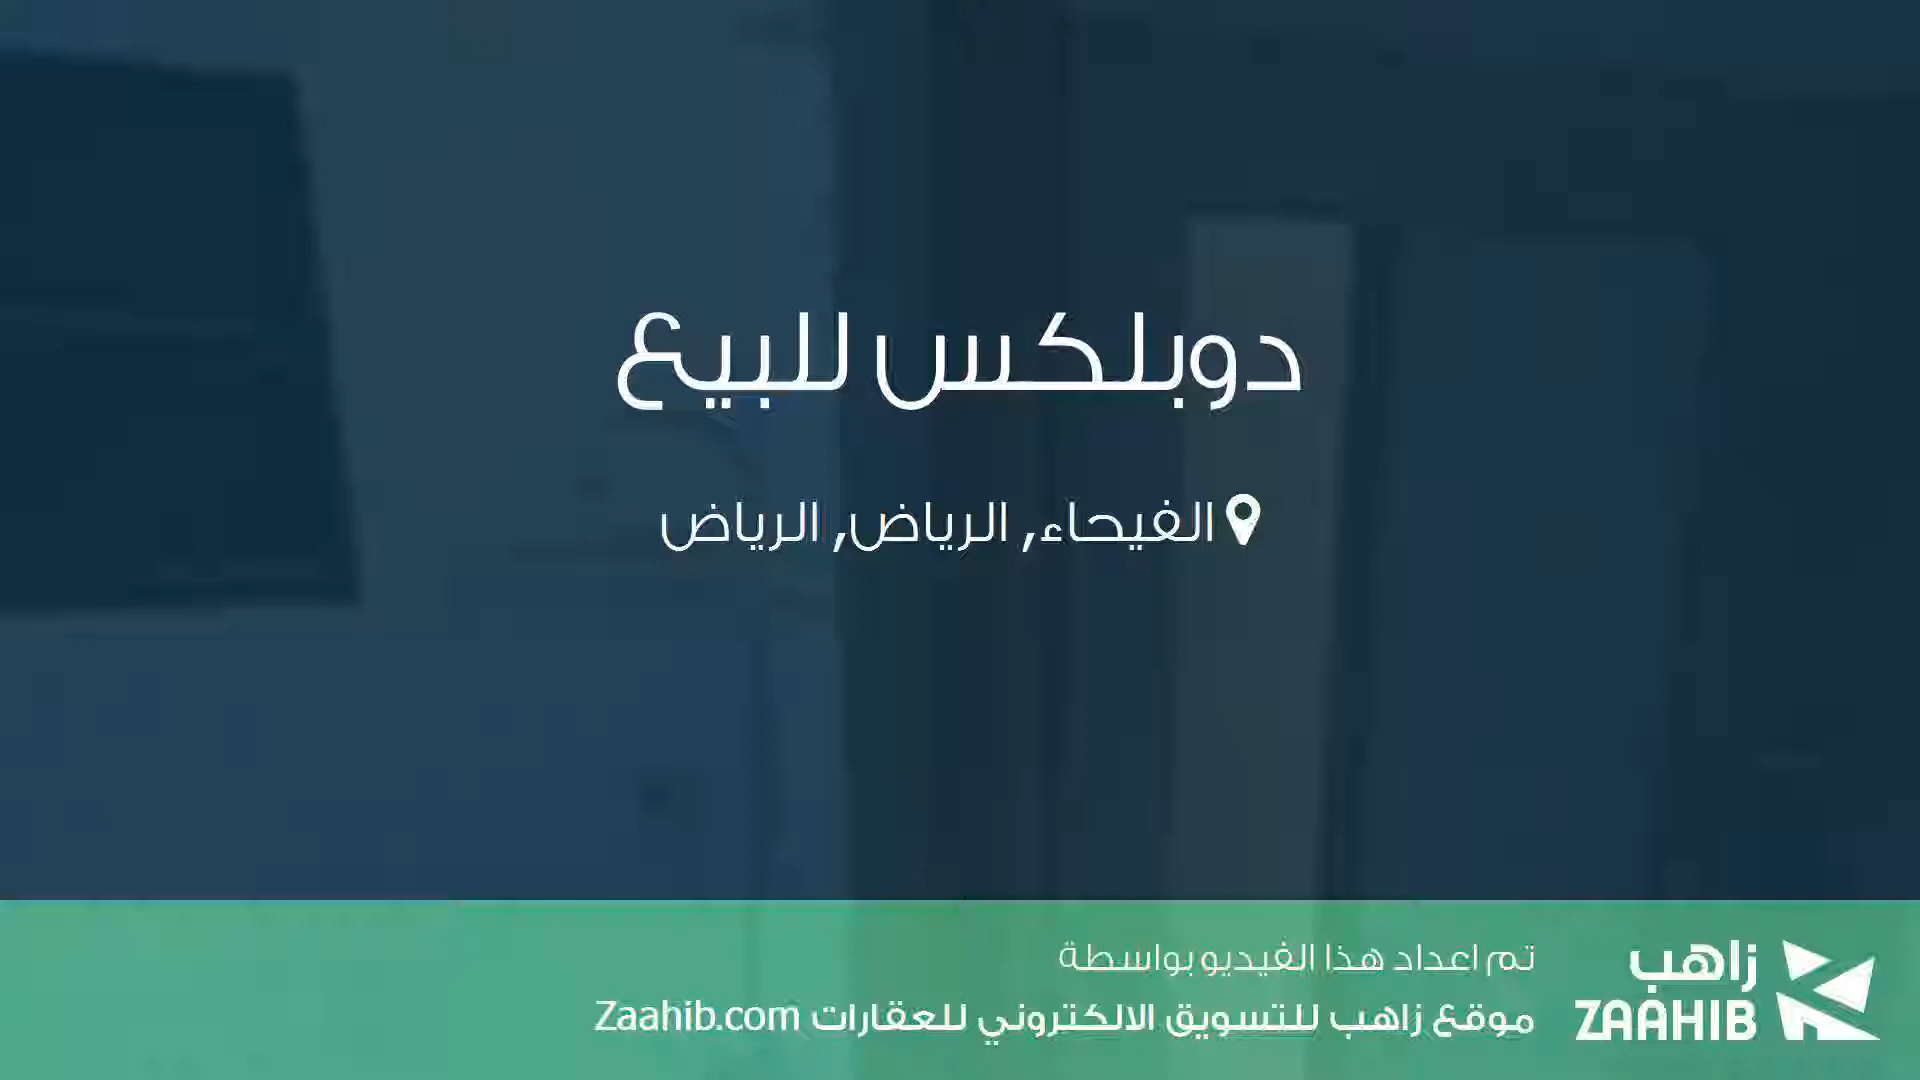 دوبلكس للبيع
الفيحاء, الرياض, الرياض
تم اعداد هذا الفيديو بواسطة
موقع زاهب للتسويق الالكتروني للعقارات Zaahib.com
زاهب
ZAAHIB